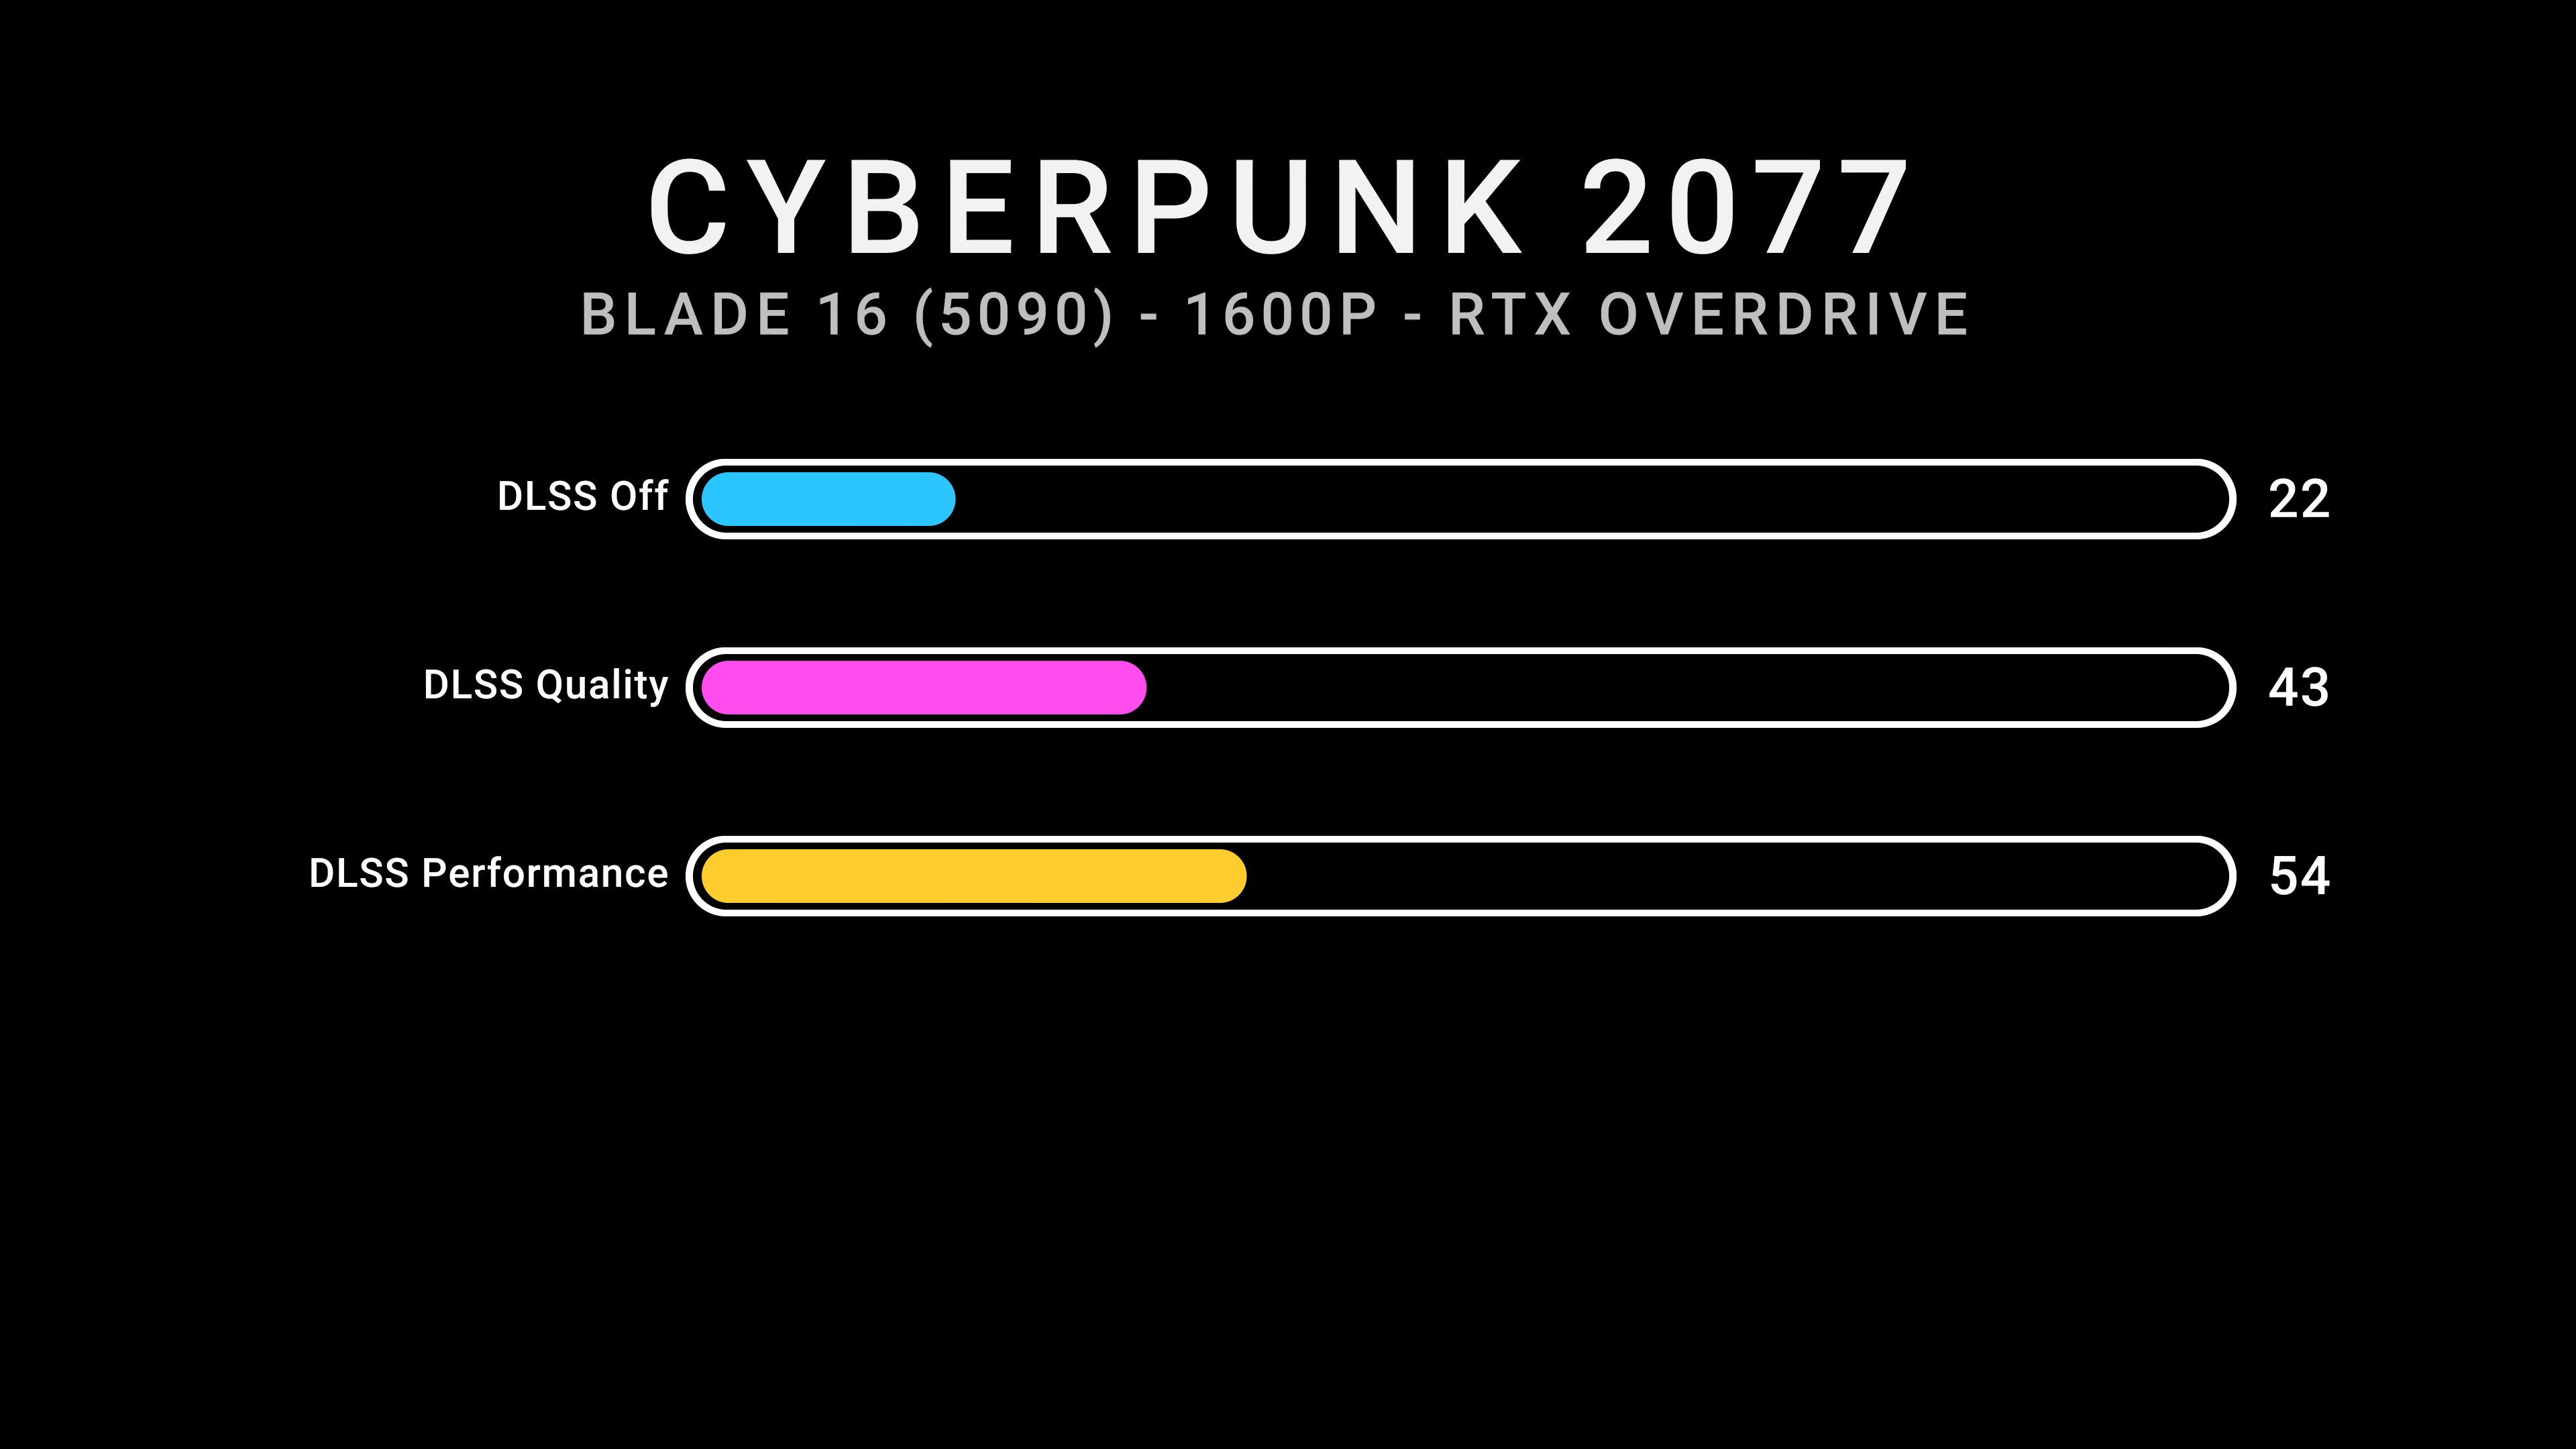 CYBERPUNK 2077
BLADE 16 (5090) - 1600P - RTX OVERDRIVE
DLSS Off 22
DLSS Quality 43
DLSS Performance 54